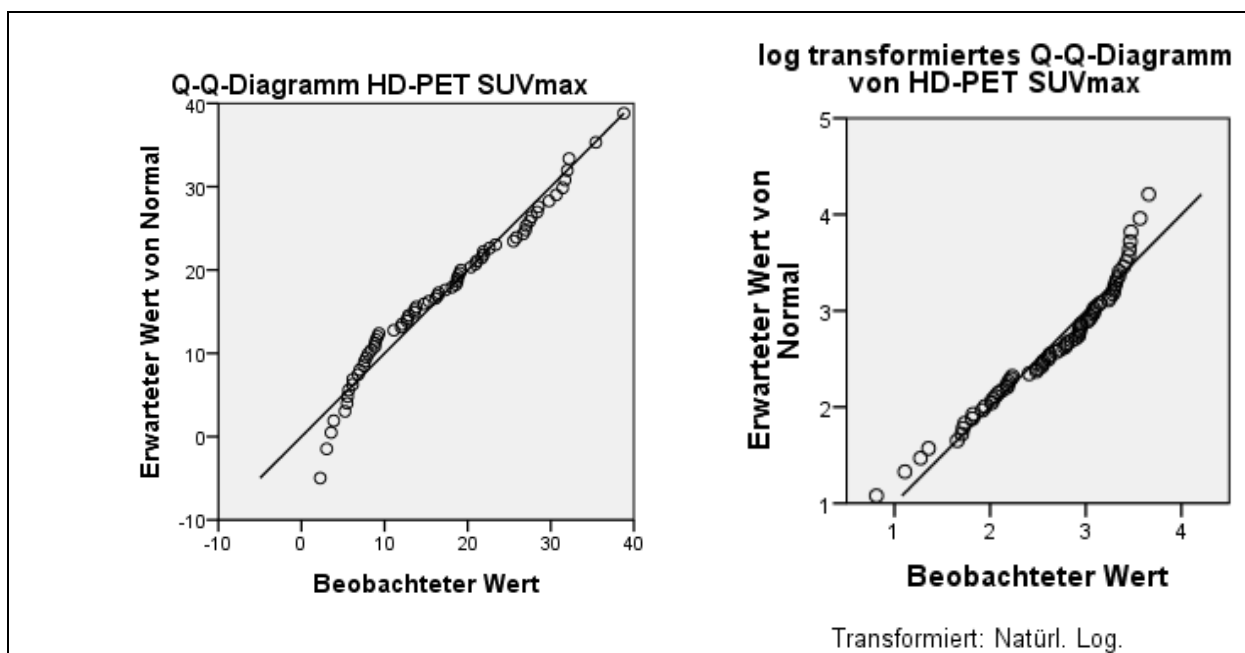 Q-Q-Diagramm HD-PET SUVmax
40
30
20
10
0
-10
-10
0
10
20
30
40
Erwarteter Wert von Normal
Beobachteter Wert
log transformiertes Q-Q-Diagramm
von HD-PET SUVmax
5
4
3
2
1
1
2
3
4
Erwarteter Wert von
Normal
Beobachteter Wert
Transformiert: Natürl. Log.